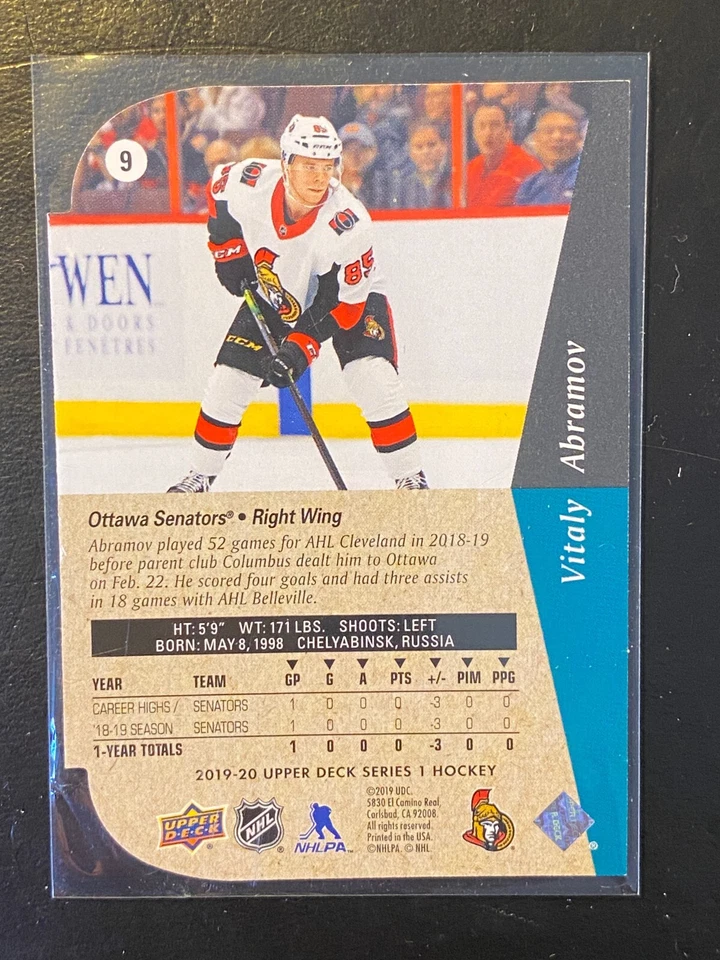 9
85
85
CCM
CCM
CCM
WEN
& DOORS
FENÊTRES
Vitaly Abramov
Ottawa Senators® • Right Wing
Abramov played 52 games for AHL Cleveland in 2018-19
before parent club Columbus dealt him to Ottawa
on Feb. 22. He scored four goals and had three assists
in 18 games with AHL Belleville.
HT: 5'9" WT: 171 LBS. SHOOTS: LEFT
BORN: MAY 8, 1998 CHELYABINSK, RUSSIA
YEAR TEAM GP G A PTS +/- PIM PPG
CAREER HIGHS / SENATORS 1 0 0 0 -3 0 0
'18-19 SEASON SENATORS 1 0 0 0 -3 0 0
1-YEAR TOTALS 1 0 0 0 -3 0 0
2019-20 UPPER DECK SERIES 1 HOCKEY
©2019 UDC.
5830 El Camino Real,
Carlsbad, CA 92008.
All rights reserved.
Printed in the USA.
©NHLPA. © NHL.
UPPER
DECK
NHL
NHLPA